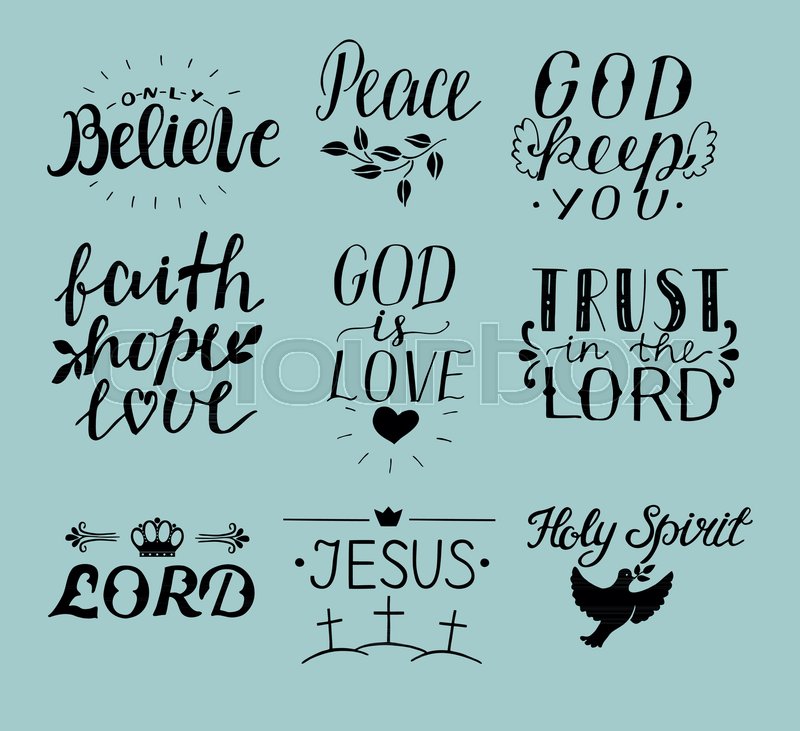 ONLY
Believe
Peace
GOD
keep
YOU
faith
hope
love
GOD
is
LOVE
TRUST
in the
LORD
colourbox
LORD
JESUS
Holy Spirit